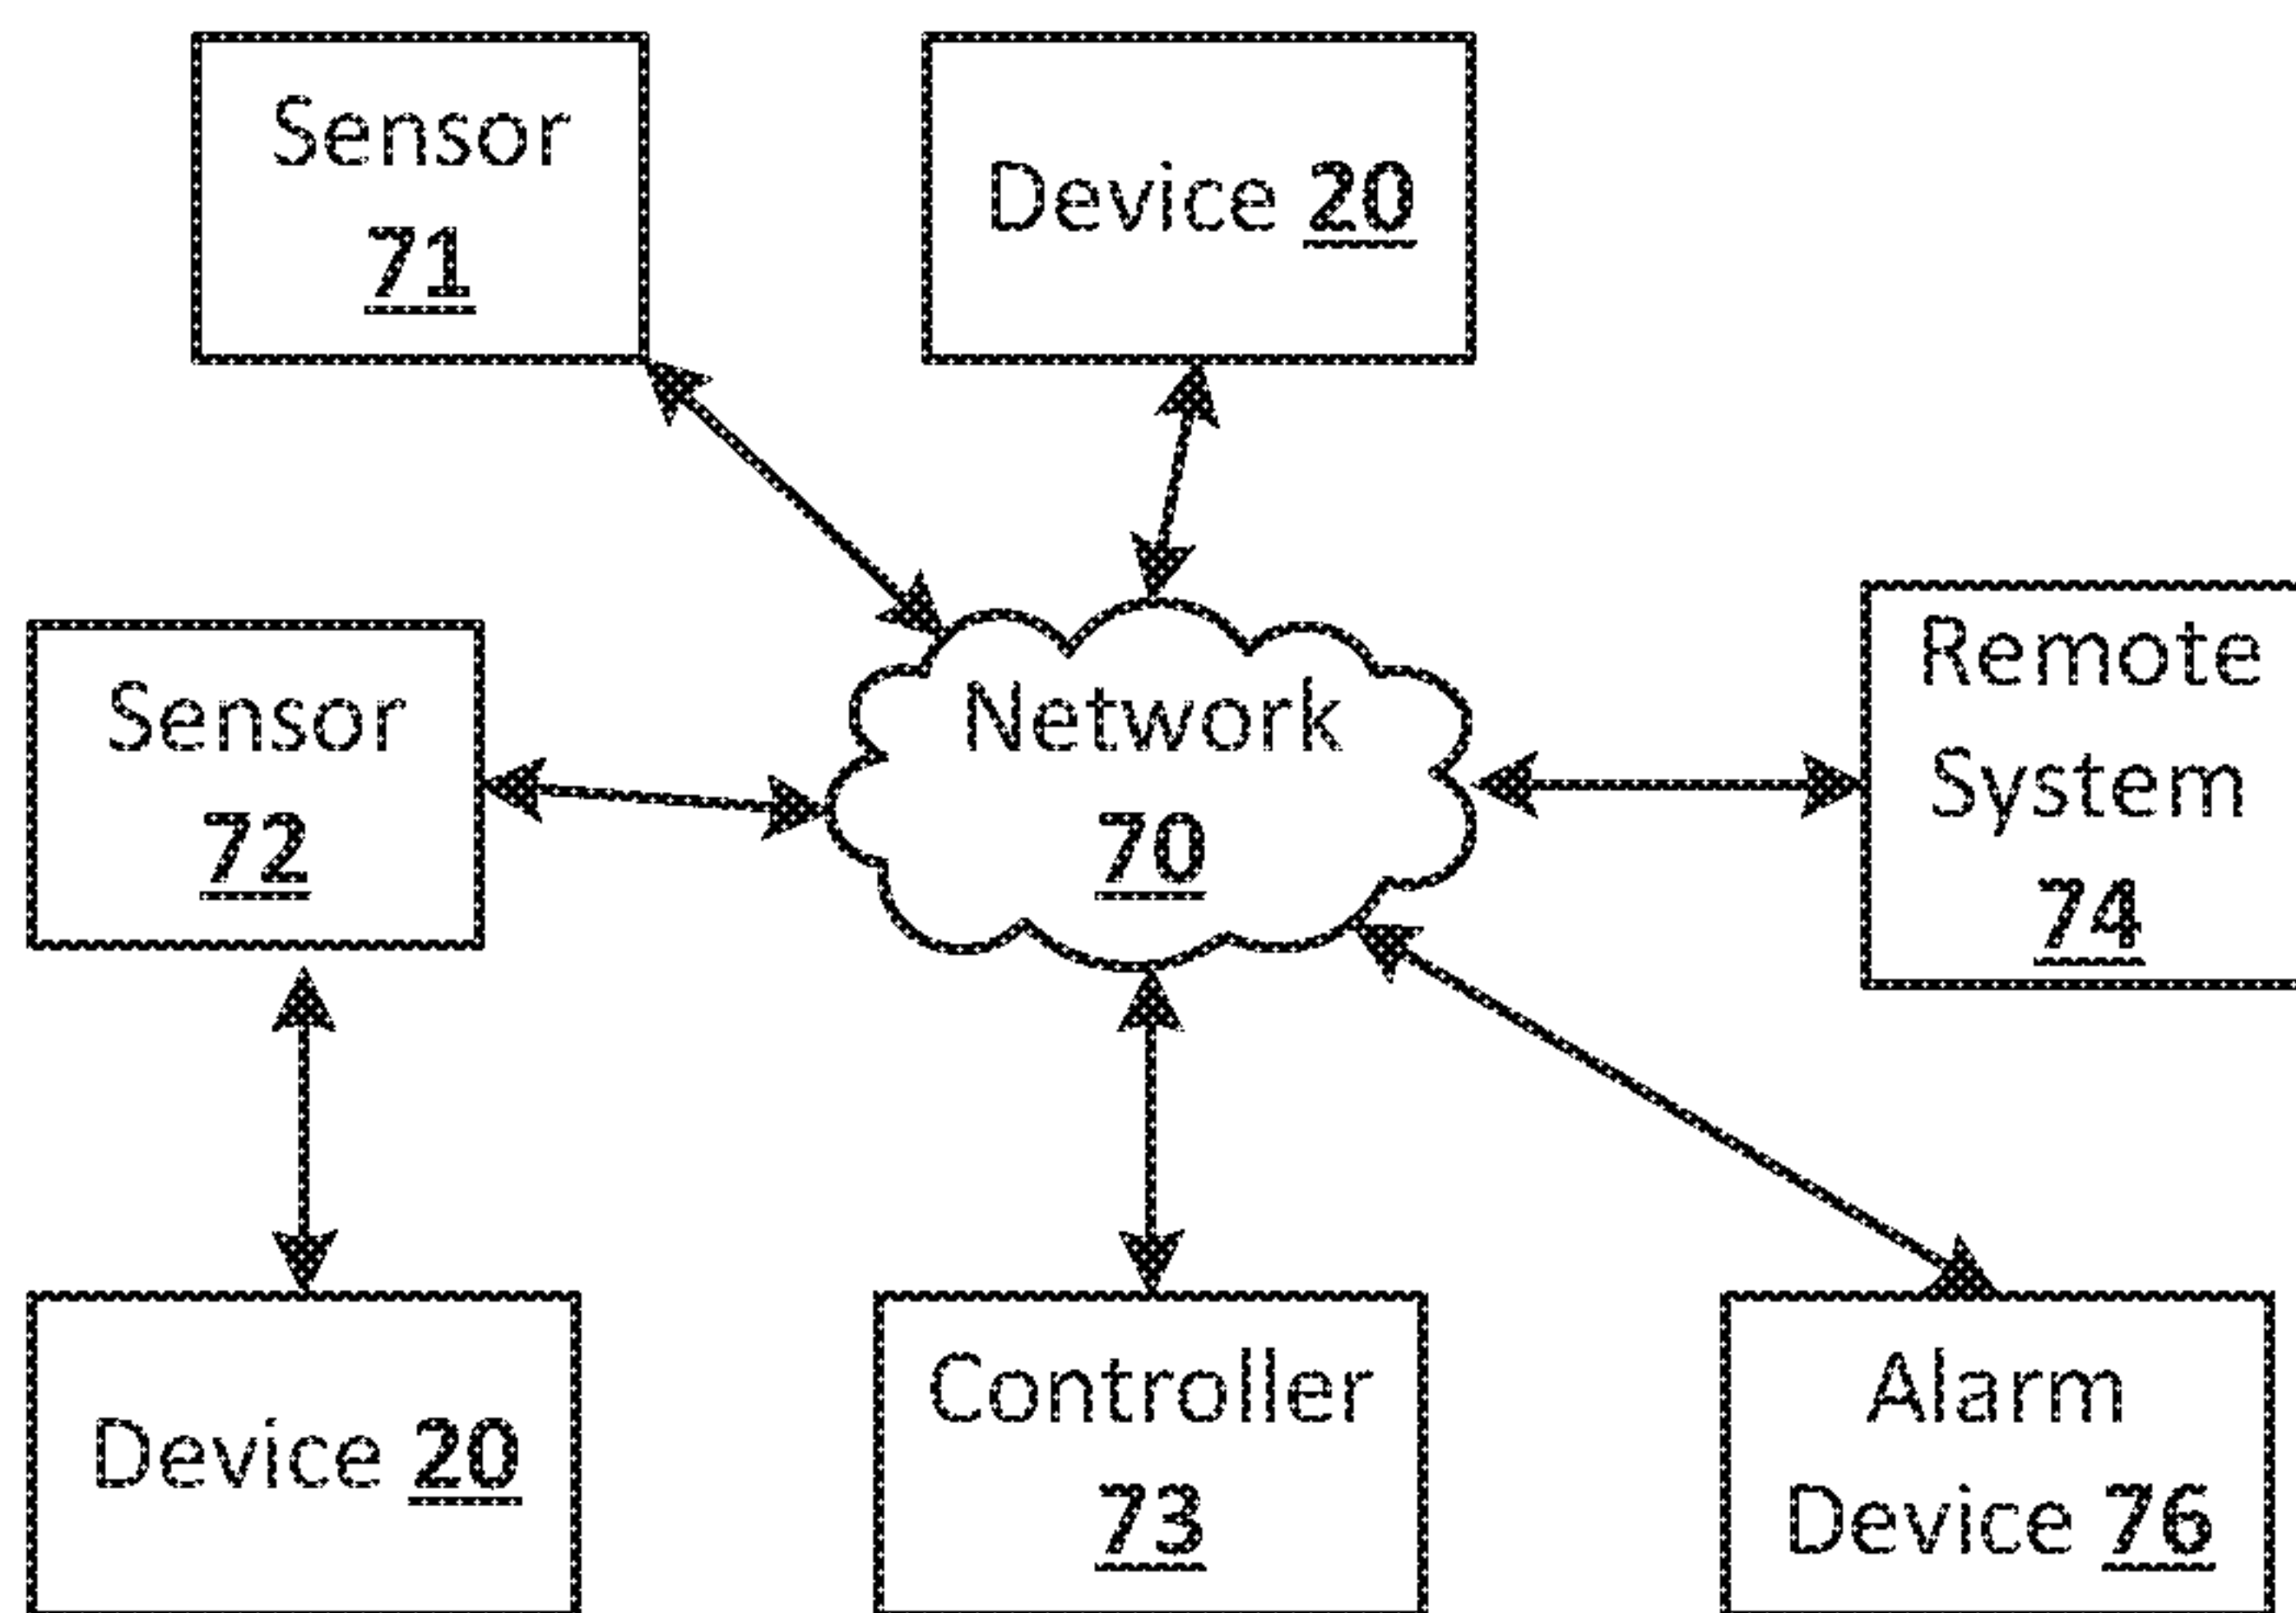 Sensor
71
Device 20
Sensor
72
Network
70
Remote
System
74
Device 20
Controller
73
Alarm
Device 76